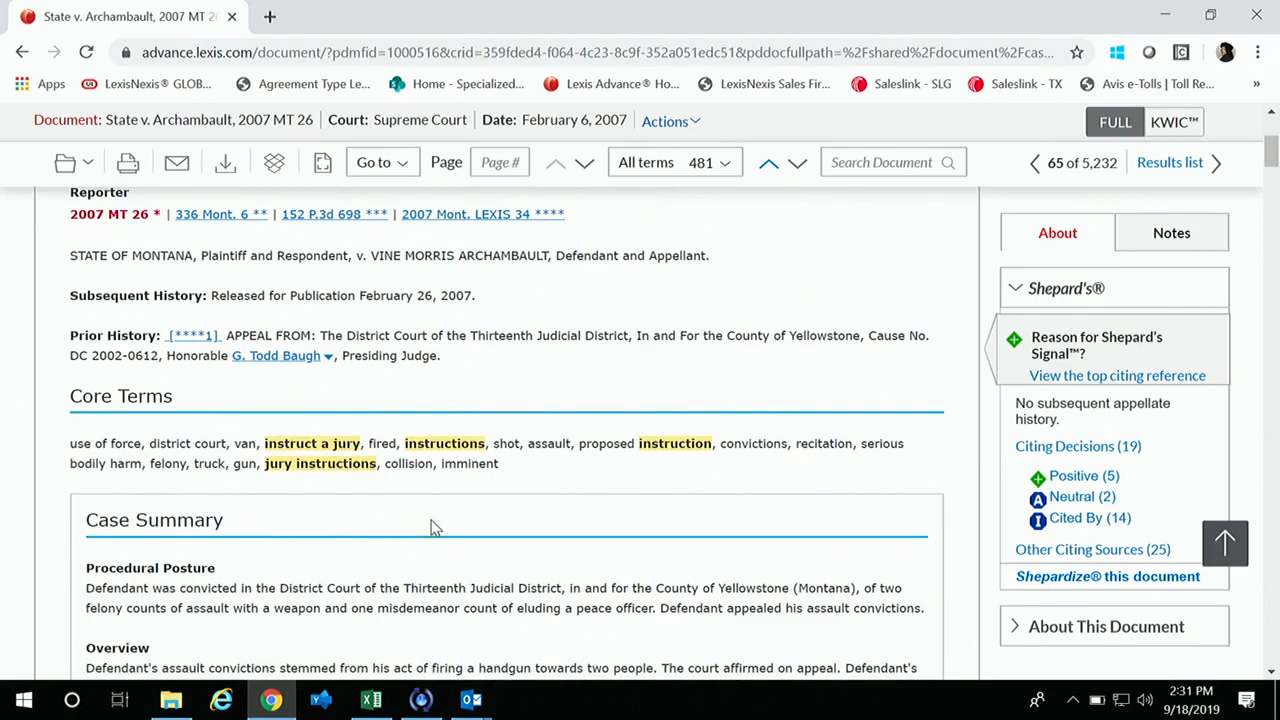 State v. Archambault, 2007 MT 26
advance.lexis.com/document/?pdmfid=1000516&crid=359fded4-f064-4c23-8c9f-352a051edc51&pddocfullpath=%2Fshared%2Fdocument%2Fcas...
Apps LexisNexis® GLOB... Agreement Type Le... Home - Specialized... Lexis Advance® Ho... LexisNexis Sales Fir... Saleslink - SLG Saleslink - TX Avis e-Tolls | Toll Re... »
Document: State v. Archambault, 2007 MT 26 | Court: Supreme Court | Date: February 6, 2007 | Actions FULL KWIC™
Go to Page Page # All terms 481 Search Document 65 of 5,232 Results list
Reporter
2007 MT 26 * | 336 Mont. 6 ** | 152 P.3d 698 *** | 2007 Mont. LEXIS 34 ****
STATE OF MONTANA, Plaintiff and Respondent, v. VINE MORRIS ARCHAMBAULT, Defendant and Appellant.
Subsequent History: Released for Publication February 26, 2007.
Prior History: [****1] APPEAL FROM: The District Court of the Thirteenth Judicial District, In and For the County of Yellowstone, Cause No.
DC 2002-0612, Honorable G. Todd Baugh, Presiding Judge.
Core Terms
use of force, district court, van, instruct a jury, fired, instructions, shot, assault, proposed instruction, convictions, recitation, serious
bodily harm, felony, truck, gun, jury instructions, collision, imminent
Case Summary
Procedural Posture
Defendant was convicted in the District Court of the Thirteenth Judicial District, in and for the County of Yellowstone (Montana), of two
felony counts of assault with a weapon and one misdemeanor count of eluding a peace officer. Defendant appealed his assault convictions.
Overview
Defendant's assault convictions stemmed from his act of firing a handgun towards two people. The court affirmed on appeal. Defendant's
About Notes
Shepard's®
Reason for Shepard's
Signal™?
View the top citing reference
No subsequent appellate
history.
Citing Decisions (19)
Positive (5)
A Neutral (2)
I Cited By (14)
Other Citing Sources (25)
Shepardize® this document
About This Document
2:31 PM
9/18/2019